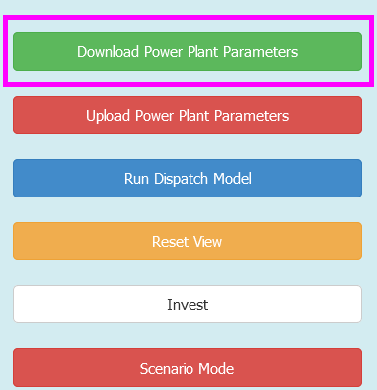 Download Power Plant Parameters
Upload Power Plant Parameters
Run Dispatch Model
Reset View
Invest
Scenario Mode